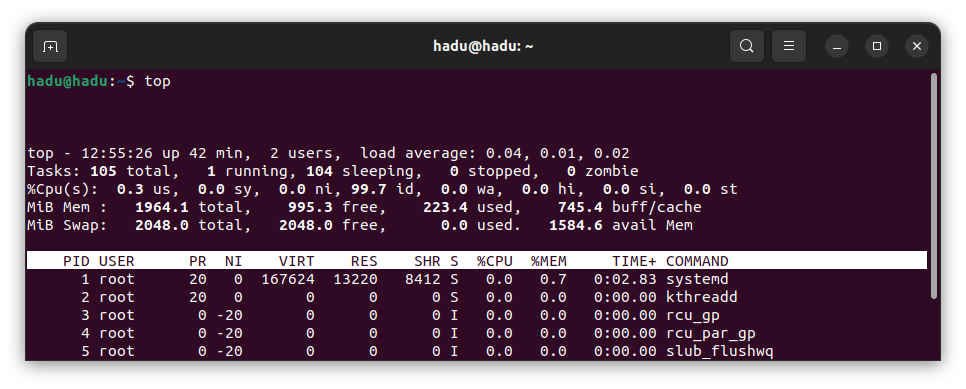 hadu@hadu: ~
hadu@hadu:~$ top
top - 12:55:26 up 42 min,  2 users,  load average: 0.04, 0.01, 0.02
Tasks: 105 total,   1 running, 104 sleeping,   0 stopped,   0 zombie
%Cpu(s):  0.3 us,  0.0 sy,  0.0 ni, 99.7 id,  0.0 wa,  0.0 hi,  0.0 si,  0.0 st
MiB Mem :   1964.1 total,    995.3 free,    223.4 used,    745.4 buff/cache
MiB Swap:   2048.0 total,   2048.0 free,      0.0 used.   1584.6 avail Mem
    PID USER      PR  NI    VIRT    RES    SHR S  %CPU  %MEM     TIME+ COMMAND
      1 root      20   0  167624  13220   8412 S   0.0   0.7   0:02.83 systemd
      2 root      20   0       0      0      0 S   0.0   0.0   0:00.00 kthreadd
      3 root       0 -20       0      0      0 I   0.0   0.0   0:00.00 rcu_gp
      4 root       0 -20       0      0      0 I   0.0   0.0   0:00.00 rcu_par_gp
      5 root       0 -20       0      0      0 I   0.0   0.0   0:00.00 slub_flushwq